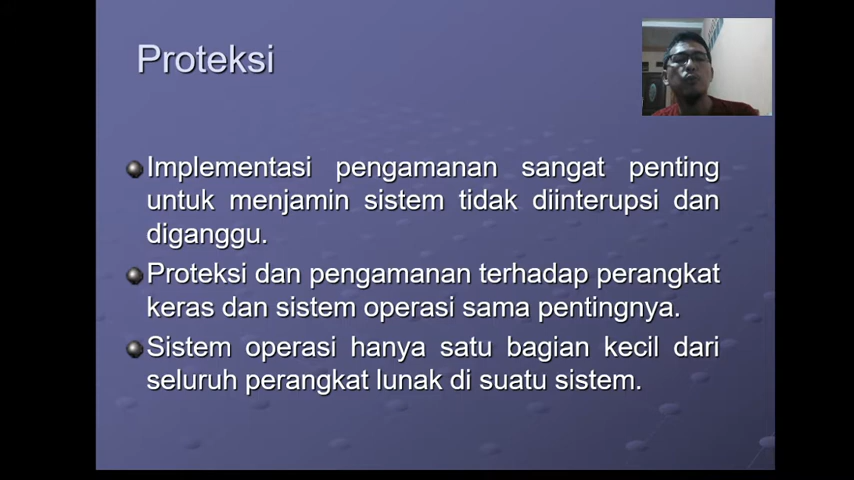 Proteksi
Implementasi pengamanan sangat penting
untuk menjamin sistem tidak diinterupsi dan
diganggu.
Proteksi dan pengamanan terhadap perangkat
keras dan sistem operasi sama pentingnya.
Sistem operasi hanya satu bagian kecil dari
seluruh perangkat lunak di suatu sistem.